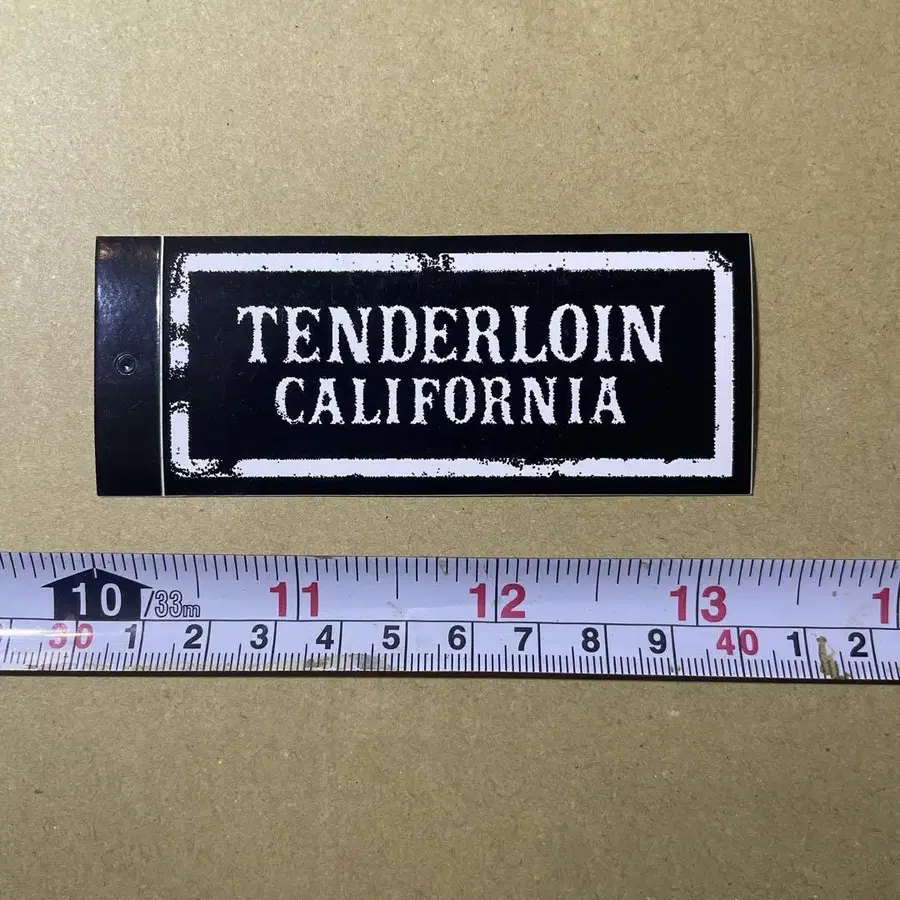 TENDERLOIN
CALIFORNIA
10 /33m 11 12 13 1
30 1 2 3 4 5 6 7 8 9 40 1 2